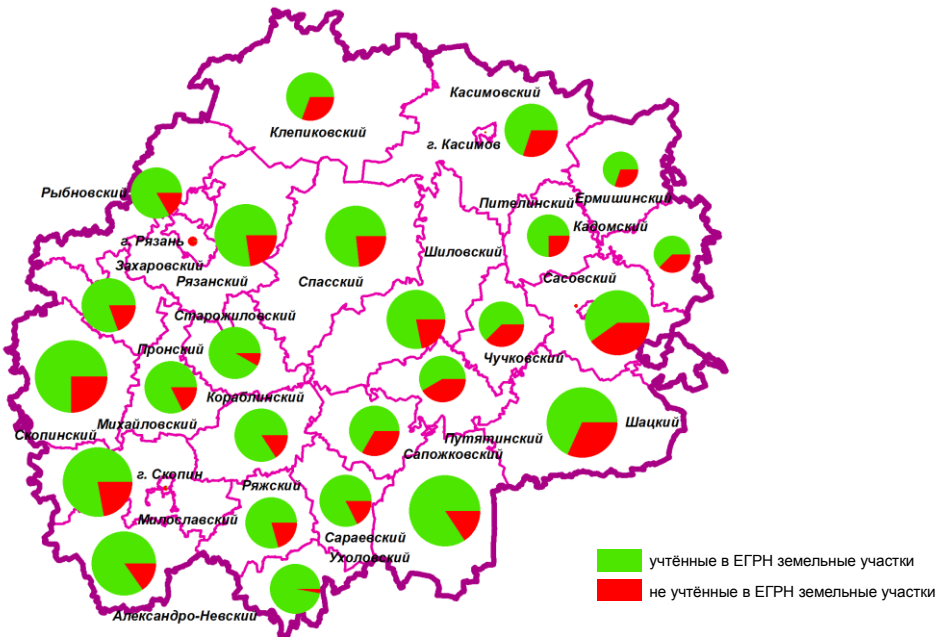 Касимовский
Клепиковский
г. Касимов
Рыбновский
Пителинский
Ермишинский
Кадомский
г. Рязань
Шиловский
Захаровский
Рязанский
Спасский
Сасовский
Старожиловский
Пронский
Чучковский
Кораблинский
Скопинский
Михайловский
Путятинский
Шацкий
Сапожковский
г. Скопин
Ряжский
Милославский
Сараевский
Ухоловский
Александро-Невский
учтённые в ЕГРН земельные участки
не учтённые в ЕГРН земельные участки